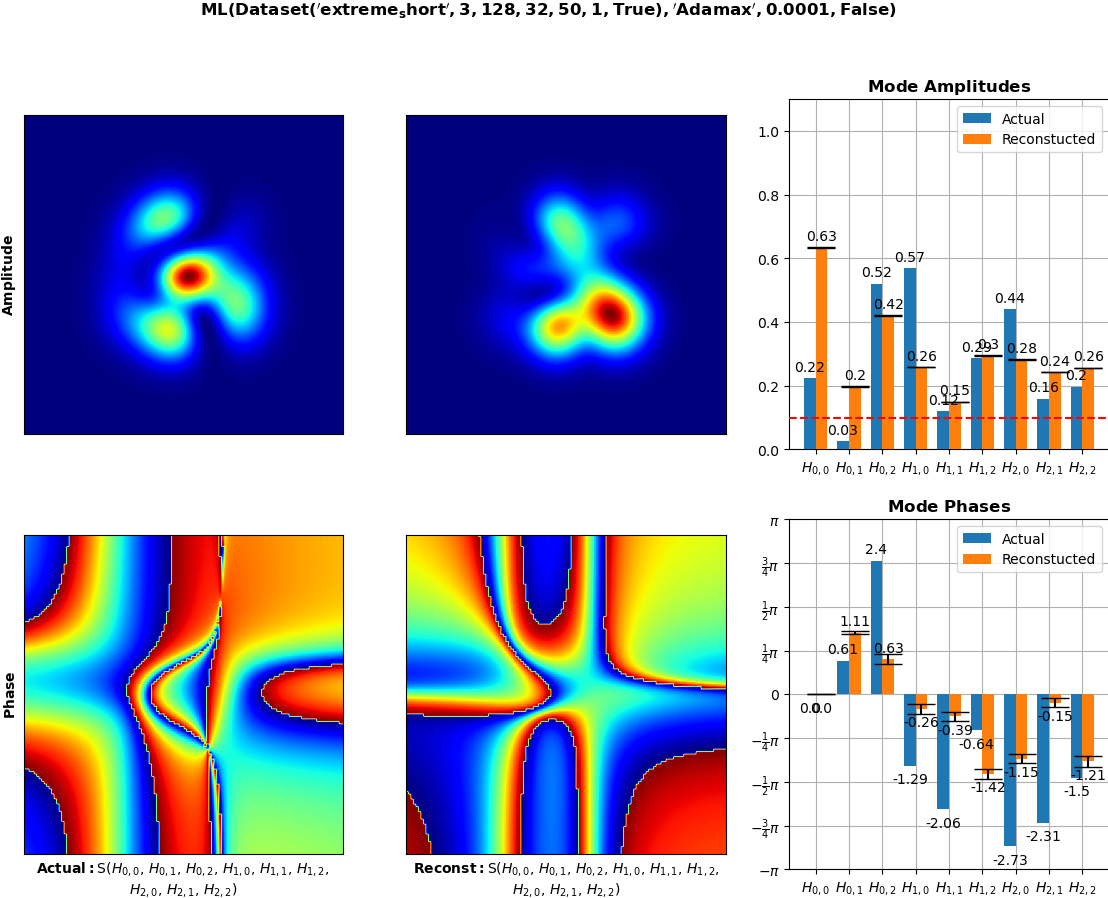 ML(Dataset('extreme_short', 3, 128, 32, 50, 1, True), 'Adamax', 0.0001, False)
Amplitude
Mode Amplitudes
Actual
Reconstucted
1.0
0.8
0.6
0.4
0.2
0.0
0.22
0.63
0.03
0.2
0.52
0.42
0.57
0.26
0.12
0.15
0.29
0.3
0.44
0.28
0.16
0.24
0.2
0.26
H0,0 H0,1 H0,2 H1,0 H1,1 H1,2 H2,0 H2,1 H2,2
Phase
Mode Phases
Actual
Reconstucted
π
3/4π
1/2π
1/4π
0
−1/4π
−1/2π
−3/4π
−π
0.0
0.0
0.61
1.11
2.4
0.63
-1.29
-0.26
-2.06
-0.39
-0.64
-1.42
-2.73
-1.15
-2.31
-0.15
-1.5
-1.21
H0,0 H0,1 H0,2 H1,0 H1,1 H1,2 H2,0 H2,1 H2,2
Actual: S(H0,0, H0,1, H0,2, H1,0, H1,1, H1,2,
H2,0, H2,1, H2,2)
Reconst: S(H0,0, H0,1, H0,2, H1,0, H1,1, H1,2,
H2,0, H2,1, H2,2)